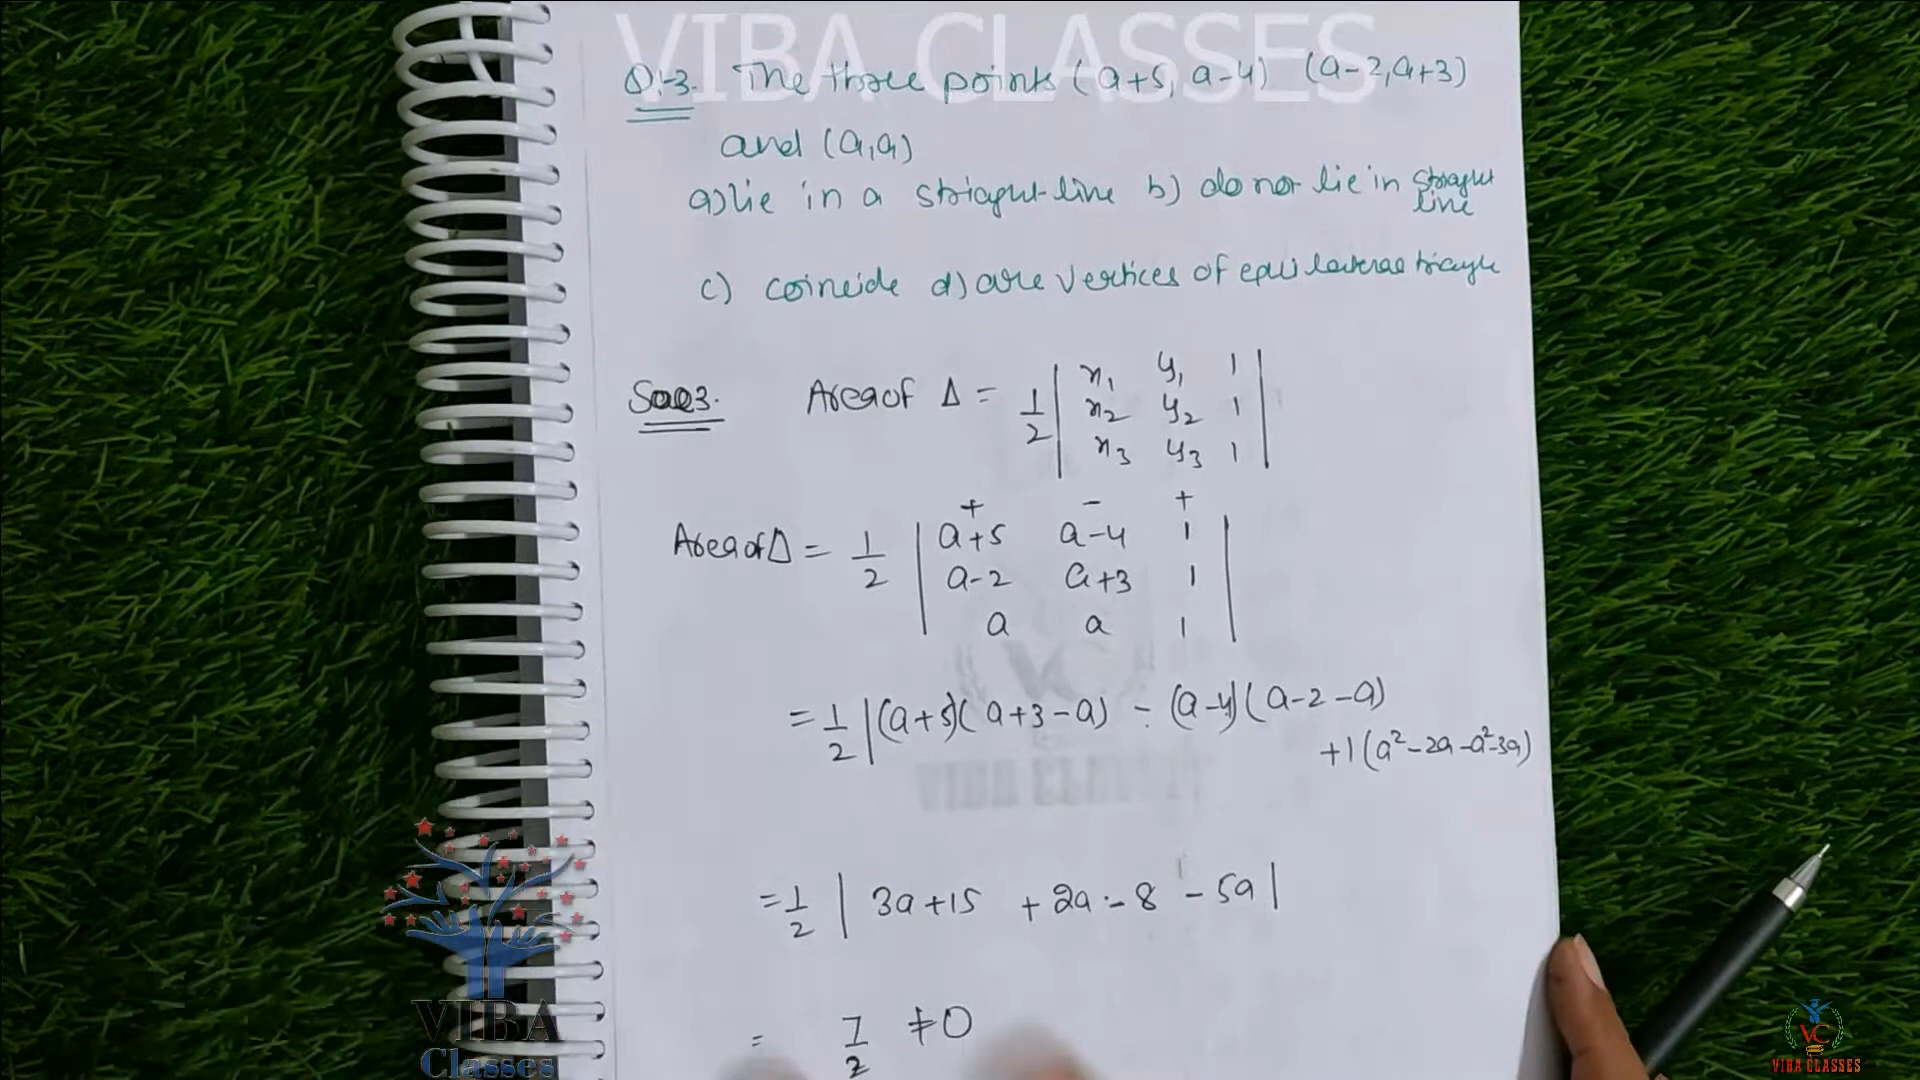 VIBA CLASSES
Q.3. The three points (a+5, a-4) (a-2, a+3)
and (a,a)
a) lie in a straight line b) do not lie in straight
line
c) coincide d) are vertices of equilateral triangle
Sol3. Area of Δ = 1/2 | x1 y1 1 |
x2 y2 1
x3 y3 1
+ - +
Area of Δ = 1/2 | a+5 a-4 1 |
a-2 a+3 1
a a 1
= 1/2 |(a+5)(a+3-a) - (a-4)(a-2-a)
+1(a²-2a-a²-3a)
= 1/2 | 3a+15 +2a-8 -5a|
= 7/2 ≠0
VIBA
Classes
VC
VIBA CLASSES